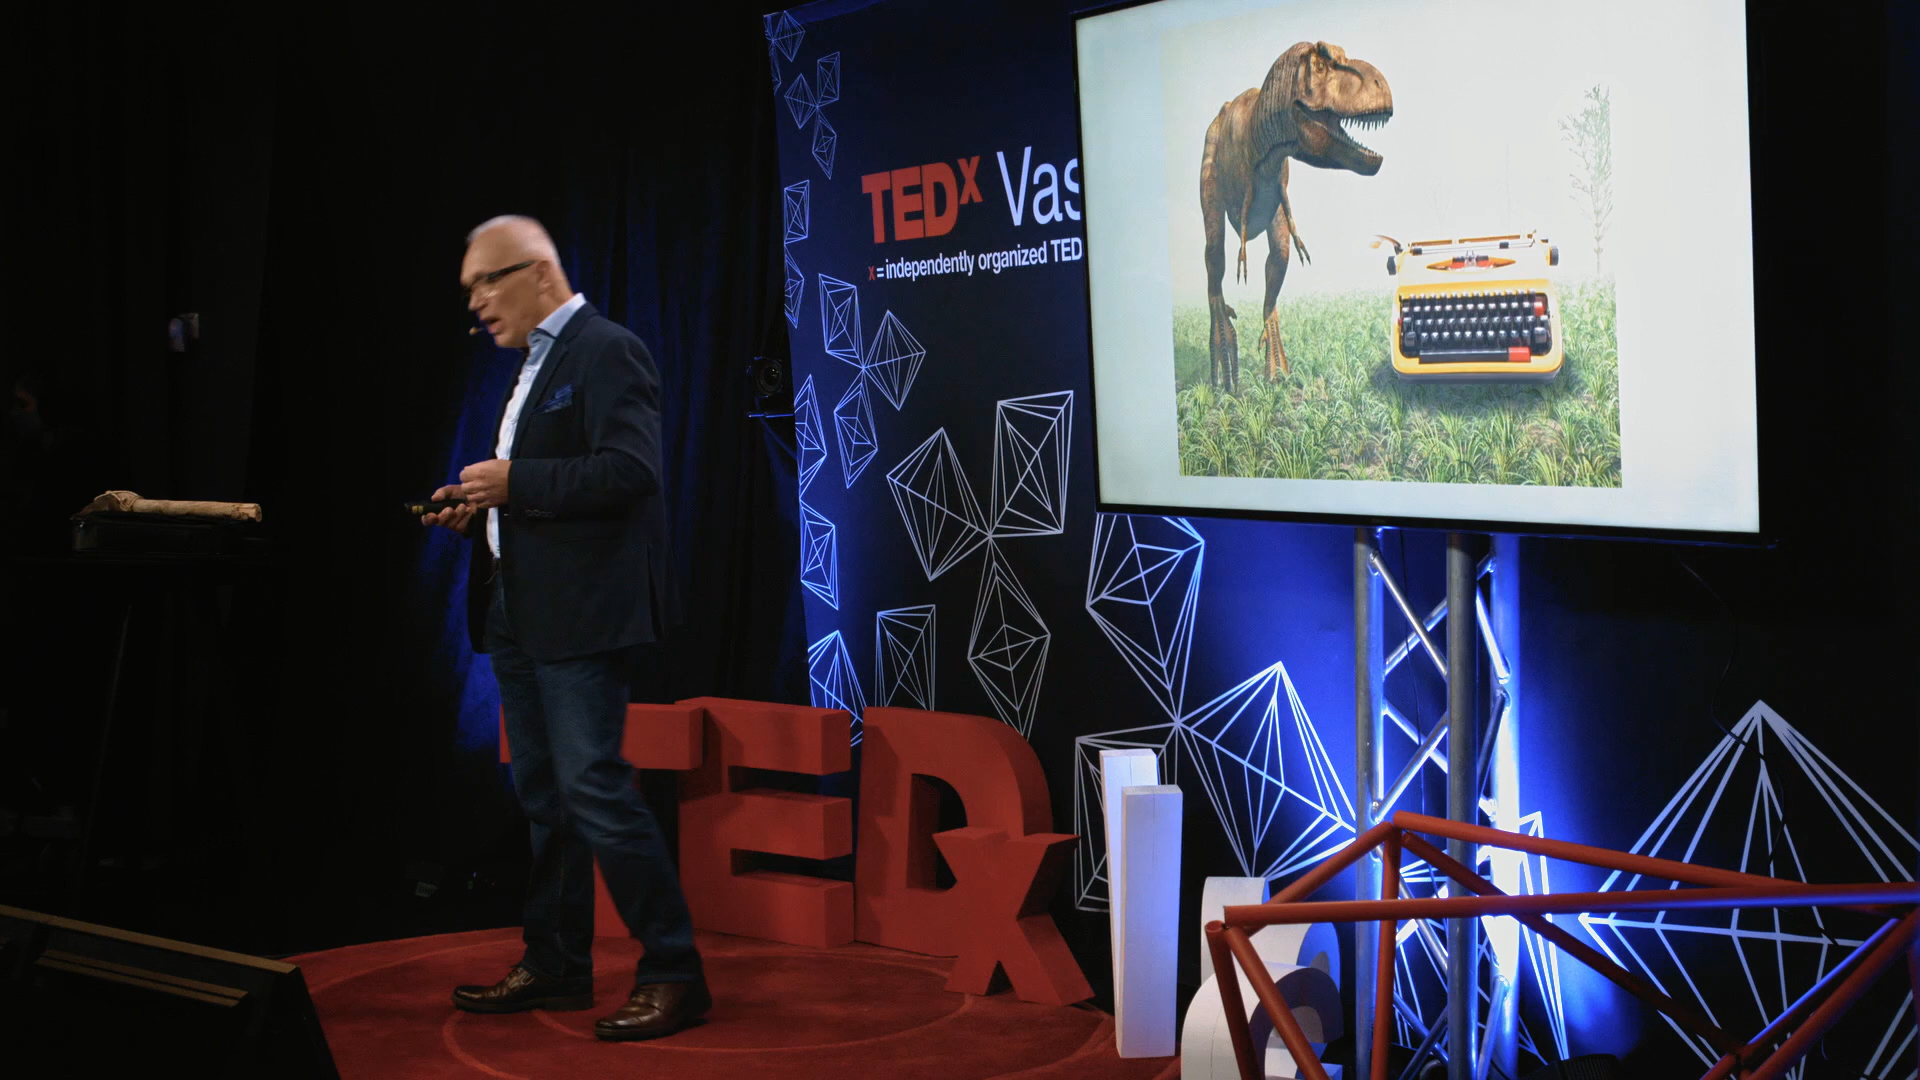 TEDx Vas
x = independently organized TED
TEDx